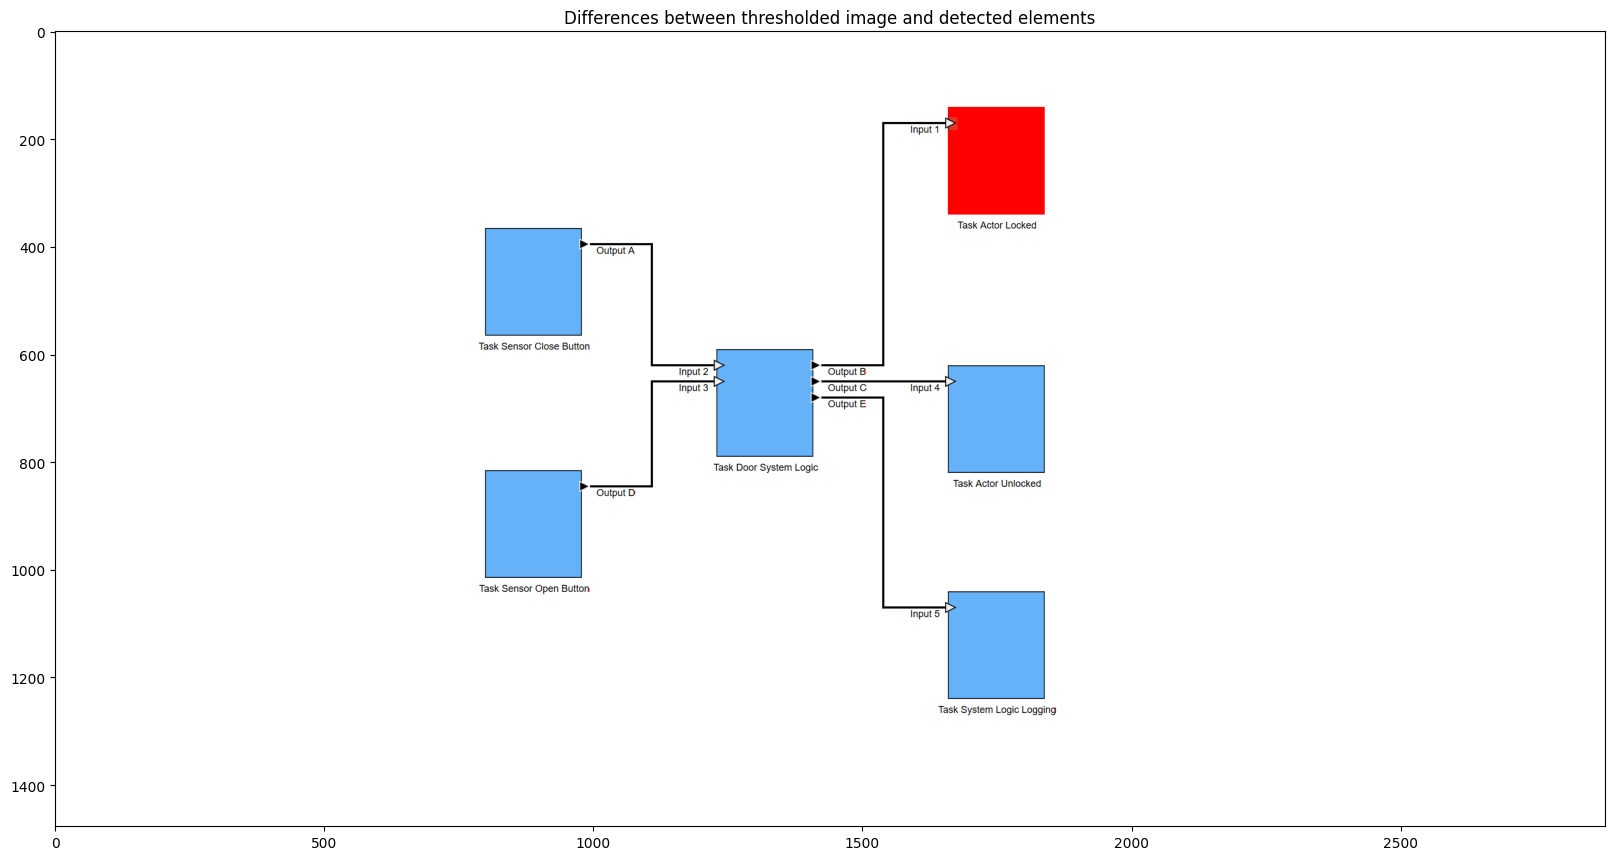 Differences between thresholded image and detected elements
0
200
400
600
800
1000
1200
1400
Input 1
Task Actor Locked
Output A
Task Sensor Close Button
Input 2
Input 3
Output B
Output C
Output E
Input 4
Task Door System Logic
Task Actor Unlocked
Output D
Task Sensor Open Button
Input 5
Task System Logic Logging
0
500
1000
1500
2000
2500